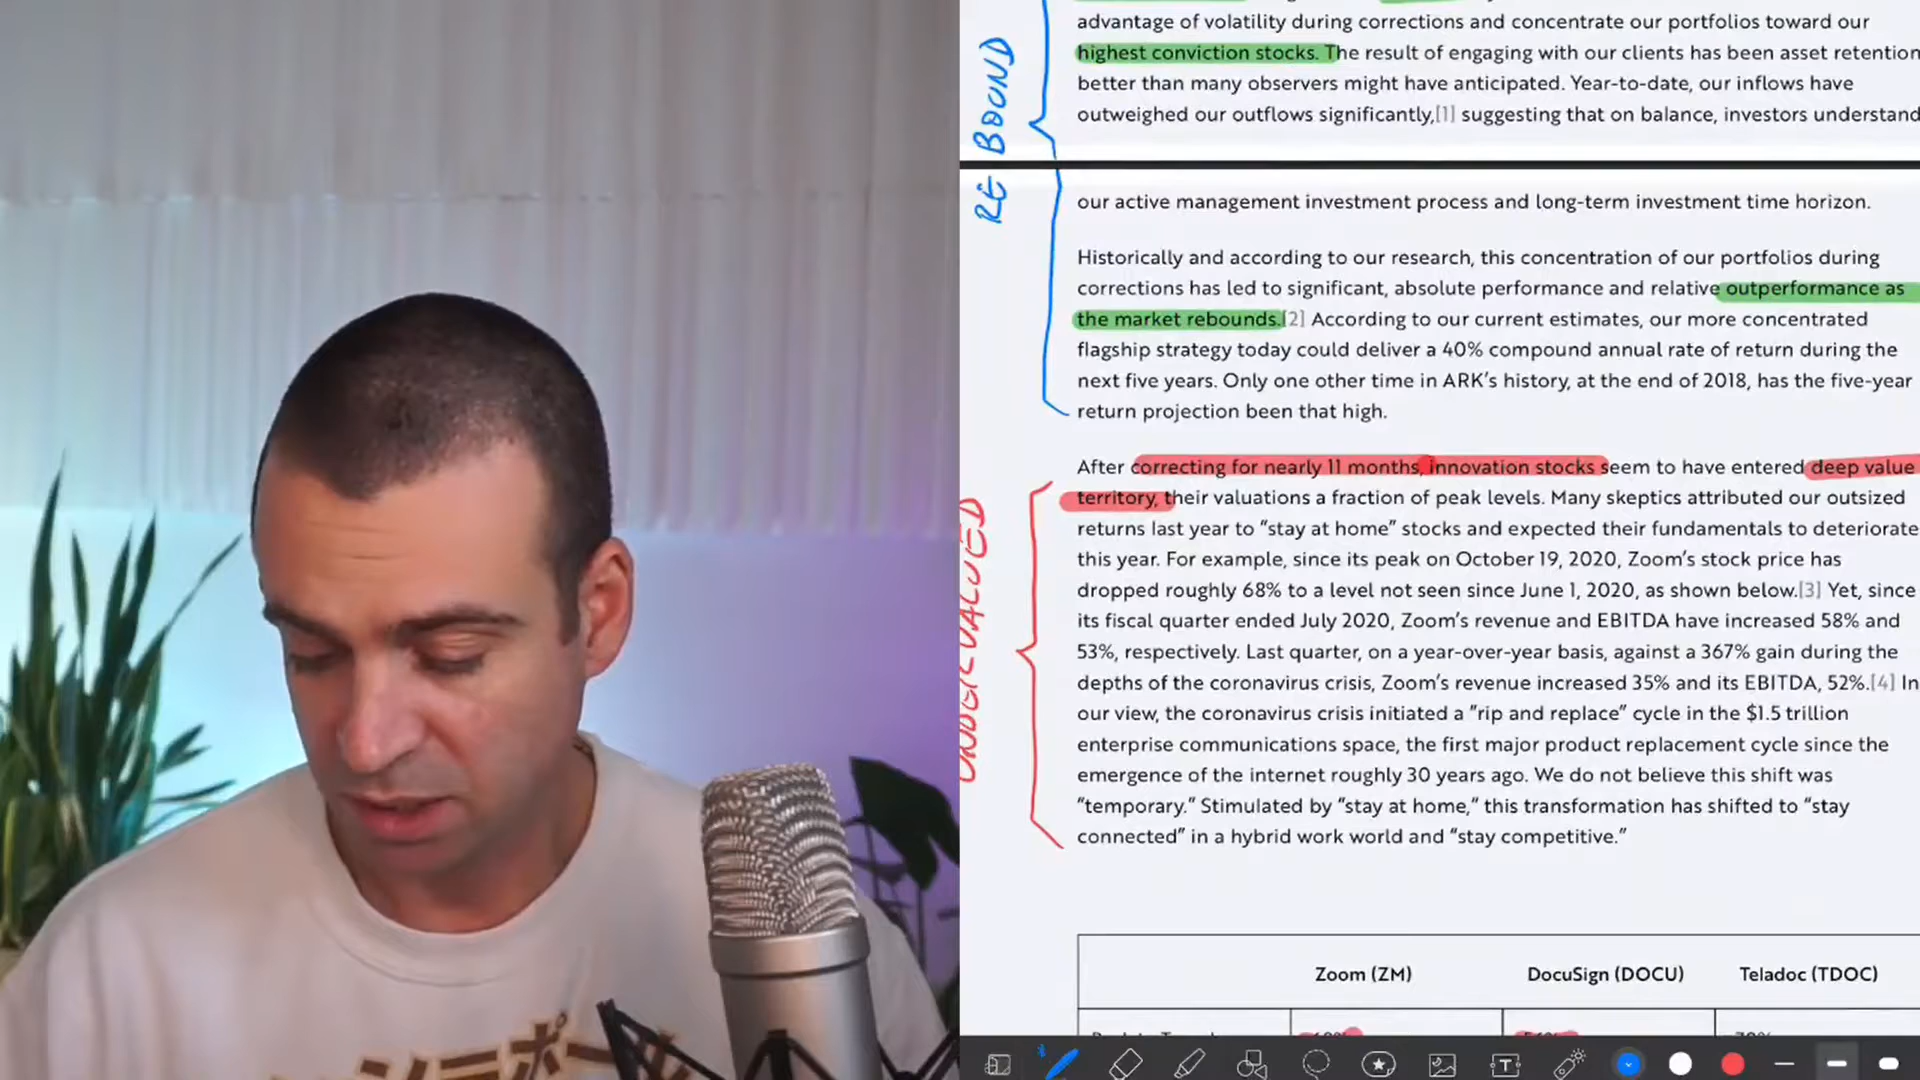 advantage of volatility during corrections and concentrate our portfolios toward our
highest conviction stocks. The result of engaging with our clients has been asset retention
better than many observers might have anticipated. Year-to-date, our inflows have
outweighed our outflows significantly,[1] suggesting that on balance, investors understand
RE BOUND
our active management investment process and long-term investment time horizon.
Historically and according to our research, this concentration of our portfolios during
corrections has led to significant, absolute performance and relative outperformance as
the market rebounds.[2] According to our current estimates, our more concentrated
flagship strategy today could deliver a 40% compound annual rate of return during the
next five years. Only one other time in ARK's history, at the end of 2018, has the five-year
return projection been that high.
After correcting for nearly 11 months, innovation stocks seem to have entered deep value
territory, their valuations a fraction of peak levels. Many skeptics attributed our outsized
returns last year to “stay at home” stocks and expected their fundamentals to deteriorate
this year. For example, since its peak on October 19, 2020, Zoom's stock price has
dropped roughly 68% to a level not seen since June 1, 2020, as shown below.[3] Yet, since
its fiscal quarter ended July 2020, Zoom's revenue and EBITDA have increased 58% and
53%, respectively. Last quarter, on a year-over-year basis, against a 367% gain during the
depths of the coronavirus crisis, Zoom's revenue increased 35% and its EBITDA, 52%.[4] In
our view, the coronavirus crisis initiated a “rip and replace” cycle in the $1.5 trillion
enterprise communications space, the first major product replacement cycle since the
emergence of the internet roughly 30 years ago. We do not believe this shift was
“temporary.” Stimulated by “stay at home,” this transformation has shifted to “stay
connected” in a hybrid work world and “stay competitive.”
UNDERVALUED
Zoom (ZM) DocuSign (DOCU) Teladoc (TDOC)